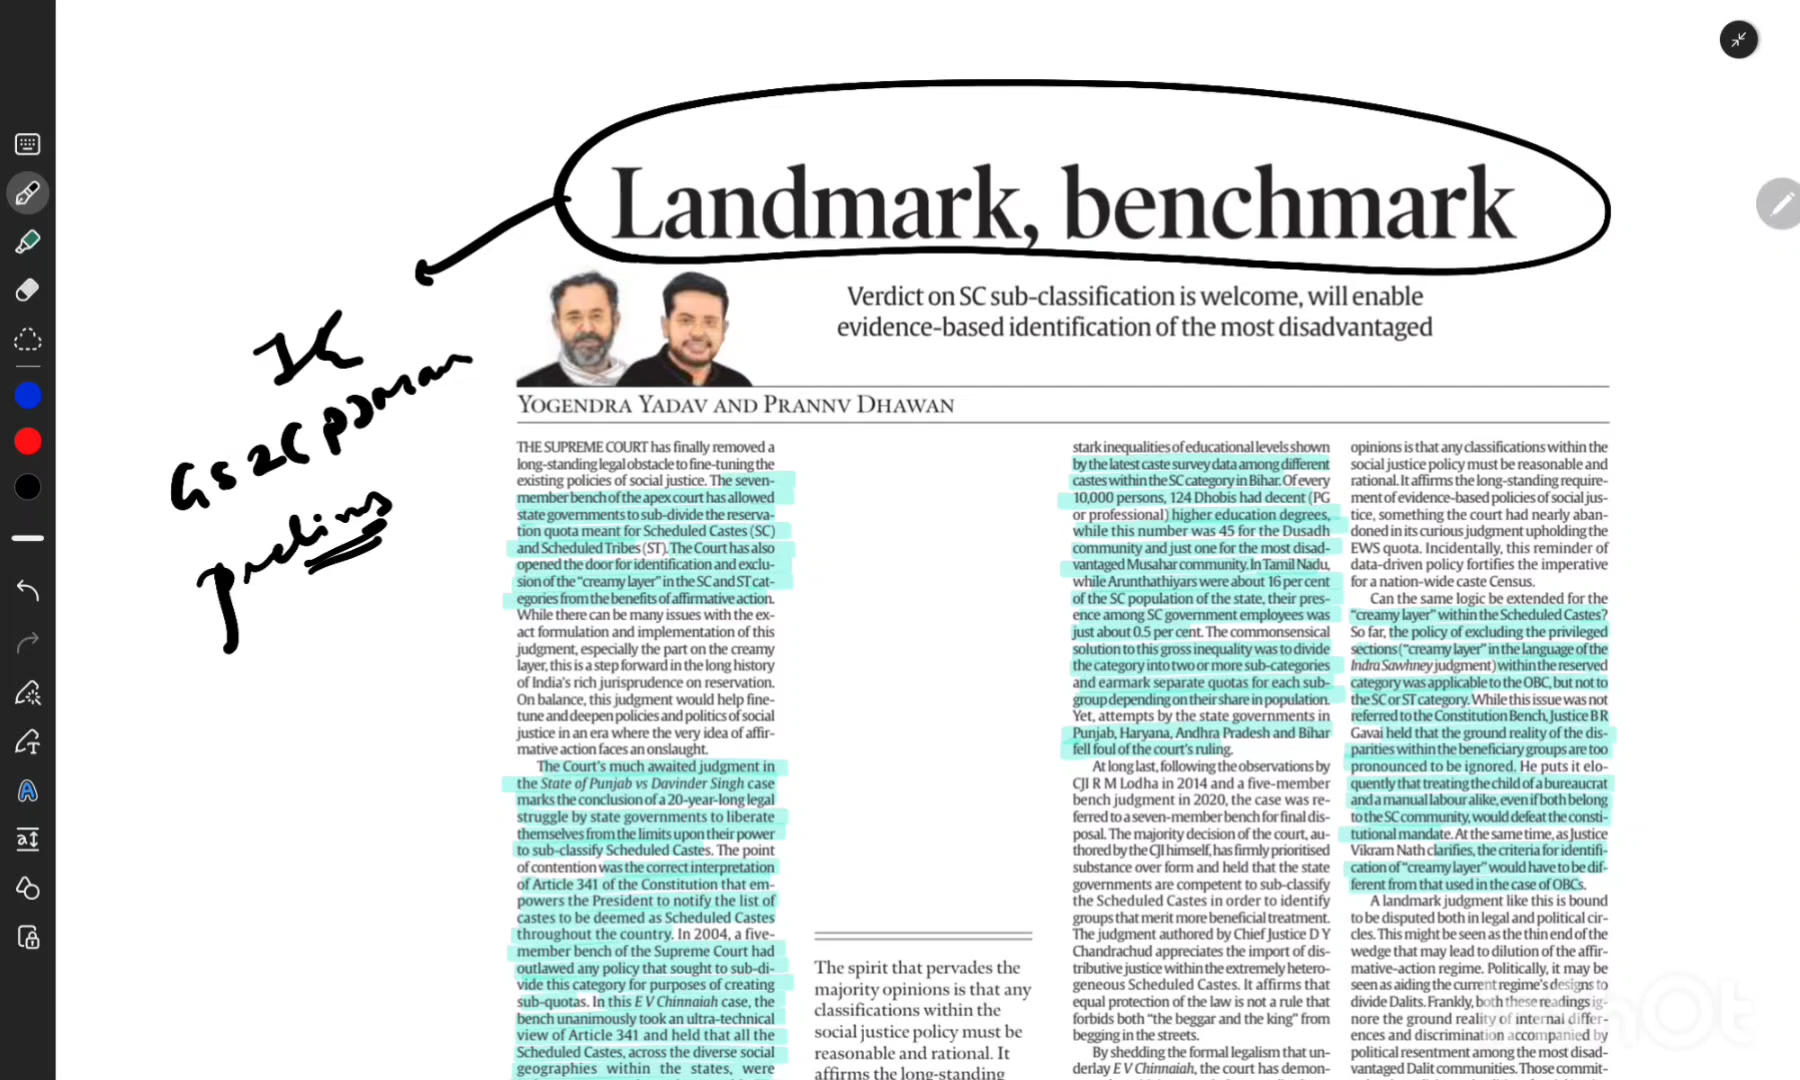 Landmark, benchmark
Verdict on SC sub-classification is welcome, will enable
evidence-based identification of the most disadvantaged
YOGENDRA YADAV AND PRANNV DHAWAN
GS2
prelims
THE SUPREME COURT has finally removed a
long-standing legal obstacle to fine-tuning the
existing policies of social justice. The seven-
member bench of the apex court has allowed
state governments to sub-divide the reserva-
tion quota meant for Scheduled Castes (SC)
and Scheduled Tribes (ST). The Court has also
opened the door for identification and exclu-
sion of the "creamy layer" in the SC and ST cat-
egories from the benefits of affirmative action.
While there can be many issues with the ex-
act formulation and implementation of this
judgment, especially the part on the creamy
layer, this is a step forward in the long history
of India's rich jurisprudence on reservation.
On balance, this judgment would help fine-
tune and deepen policies and politics of social
justice in an era where the very idea of affir-
mative action faces an onslaught.
The Court's much awaited judgment in
the State of Punjab vs Davinder Singh case
marks the conclusion of a 20-year-long legal
struggle by state governments to liberate
themselves from the limits upon their power
to sub-classify Scheduled Castes. The point
of contention was the correct interpretation
of Article 341 of the Constitution that em-
powers the President to notify the list of
castes to be deemed as Scheduled Castes
throughout the country. In 2004, a five-
member bench of the Supreme Court had
outlawed any policy that sought to sub-di-
vide this category for purposes of creating
sub-quotas. In this E V Chinnaiah case, the
bench unanimously took an ultra-technical
view of Article 341 and held that all the
Scheduled Castes, across the diverse social
geographies within the states, were
The spirit that pervades the
majority opinions is that any
classifications within the
social justice policy must be
reasonable and rational. It
affirms the long-standing
stark inequalities of educational levels shown
by the latest caste survey data among different
castes within the SC category in Bihar. Of every
10,000 persons, 124 Dhobis had decent (PG
or professional) higher education degrees,
while this number was 45 for the Dusadh
community and just one for the most disad-
vantaged Musahar community. In Tamil Nadu,
while Arunthathiyars were about 16 per cent
of the SC population of the state, their pres-
ence among SC government employees was
just about 0.5 per cent. The commonsensical
solution to this gross inequality was to divide
the category into two or more sub-categories
and earmark separate quotas for each sub-
group depending on their share in population.
Yet, attempts by the state governments in
Punjab, Haryana, Andhra Pradesh and Bihar
fell foul of the court's ruling.
At long last, following the observations by
CJI R M Lodha in 2014 and a five-member
bench judgment in 2020, the case was re-
ferred to a seven-member bench for final dis-
posal. The majority decision of the court, au-
thored by the CJI himself, has firmly prioritised
substance over form and held that the state
governments are competent to sub-classify
the Scheduled Castes in order to identify
groups that merit more beneficial treatment.
The judgment authored by Chief Justice D Y
Chandrachud appreciates the import of dis-
tributive justice within the extremely hetero-
geneous Scheduled Castes. It affirms that
equal protection of the law is not a rule that
forbids both "the beggar and the king" from
begging in the streets.
By shedding the formal legalism that un-
derlay E V Chinnaiah, the court has demon-
opinions is that any classifications within the
social justice policy must be reasonable and
rational. It affirms the long-standing require-
ment of evidence-based policies of social jus-
tice, something the court had nearly aban-
doned in its curious judgment upholding the
EWS quota. Incidentally, this reminder of
data-driven policy fortifies the imperative
for a nation-wide caste Census.
Can the same logic be extended for the
"creamy layer" within the Scheduled Castes?
So far, the policy of excluding the privileged
sections ("creamy layer" in the language of the
Indra Sawhney judgment) within the reserved
category was applicable to the OBC, but not to
the SC or ST category. While this issue was not
referred to the Constitution Bench, Justice B R
Gavai held that the ground reality of the dis-
parities within the beneficiary groups are too
pronounced to be ignored. He puts it elo-
quently that treating the child of a bureaucrat
and a manual labour alike, even if both belong
to the SC community, would defeat the consti-
tutional mandate. At the same time, as Justice
Vikram Nath clarifies, the criteria for identifi-
cation of "creamy layer" would have to be dif-
ferent from that used in the case of OBCs.
A landmark judgment like this is bound
to be disputed both in legal and political cir-
cles. This might be seen as the thin end of the
wedge that may lead to dilution of the affir-
mative-action regime. Politically, it may be
seen as aiding the current regime's designs to
divide Dalits. Frankly, both these readings ig-
nore the ground reality of internal differ-
ences and discrimination accompanied by
political resentment among the most disad-
vantaged Dalit communities. Those commit-